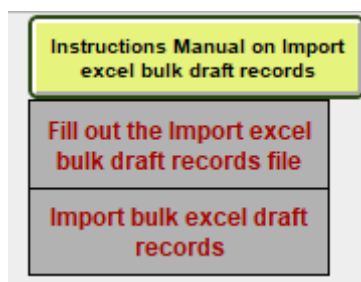 Instructions Manual on Import
excel bulk draft records
Fill out the Import excel
bulk draft records file
Import bulk excel draft
records